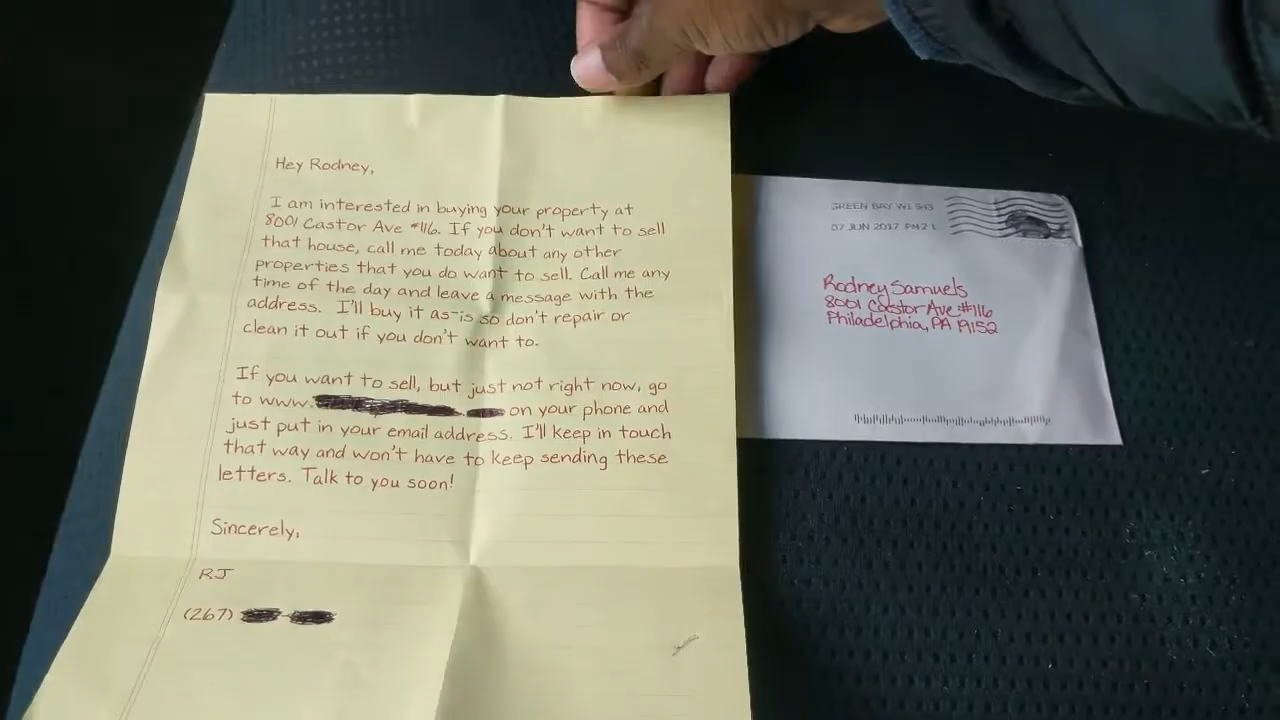 Hey Rodney,
I am interested in buying your property at
8001 Castor Ave #116. If you don't want to sell
that house, call me today about any other
properties that you do want to sell. Call me any
time of the day and leave a message with the
address. I'll buy it as-is so don't repair or
clean it out if you don't want to.
If you want to sell, but just not right now, go
to www. . on your phone and
just put in your email address. I'll keep in touch
that way and won't have to keep sending these
letters. Talk to you soon!
Sincerely,
RJ
(267) -
GREEN BAY WI 543
07 JUN 2017 PM 2 L
Rodney Samuels
8001 Castor Ave #116
Philadelphia, PA 19152